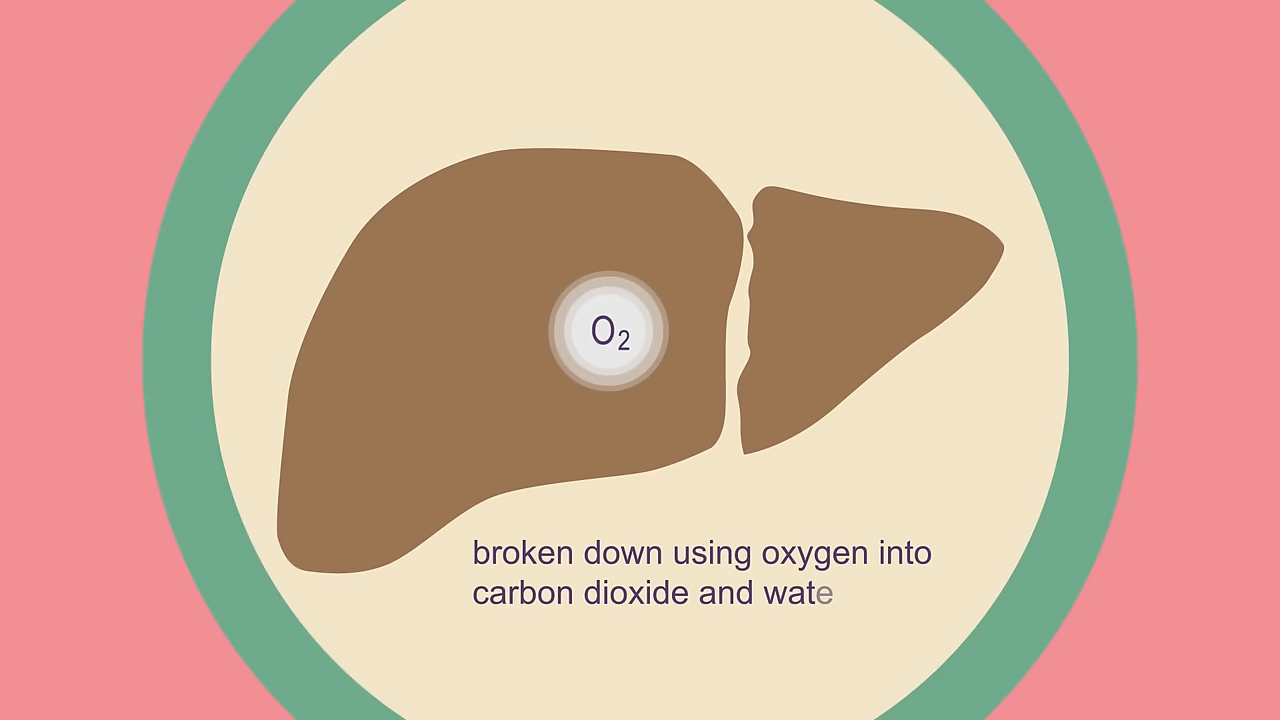 O₂
broken down using oxygen into
carbon dioxide and wate